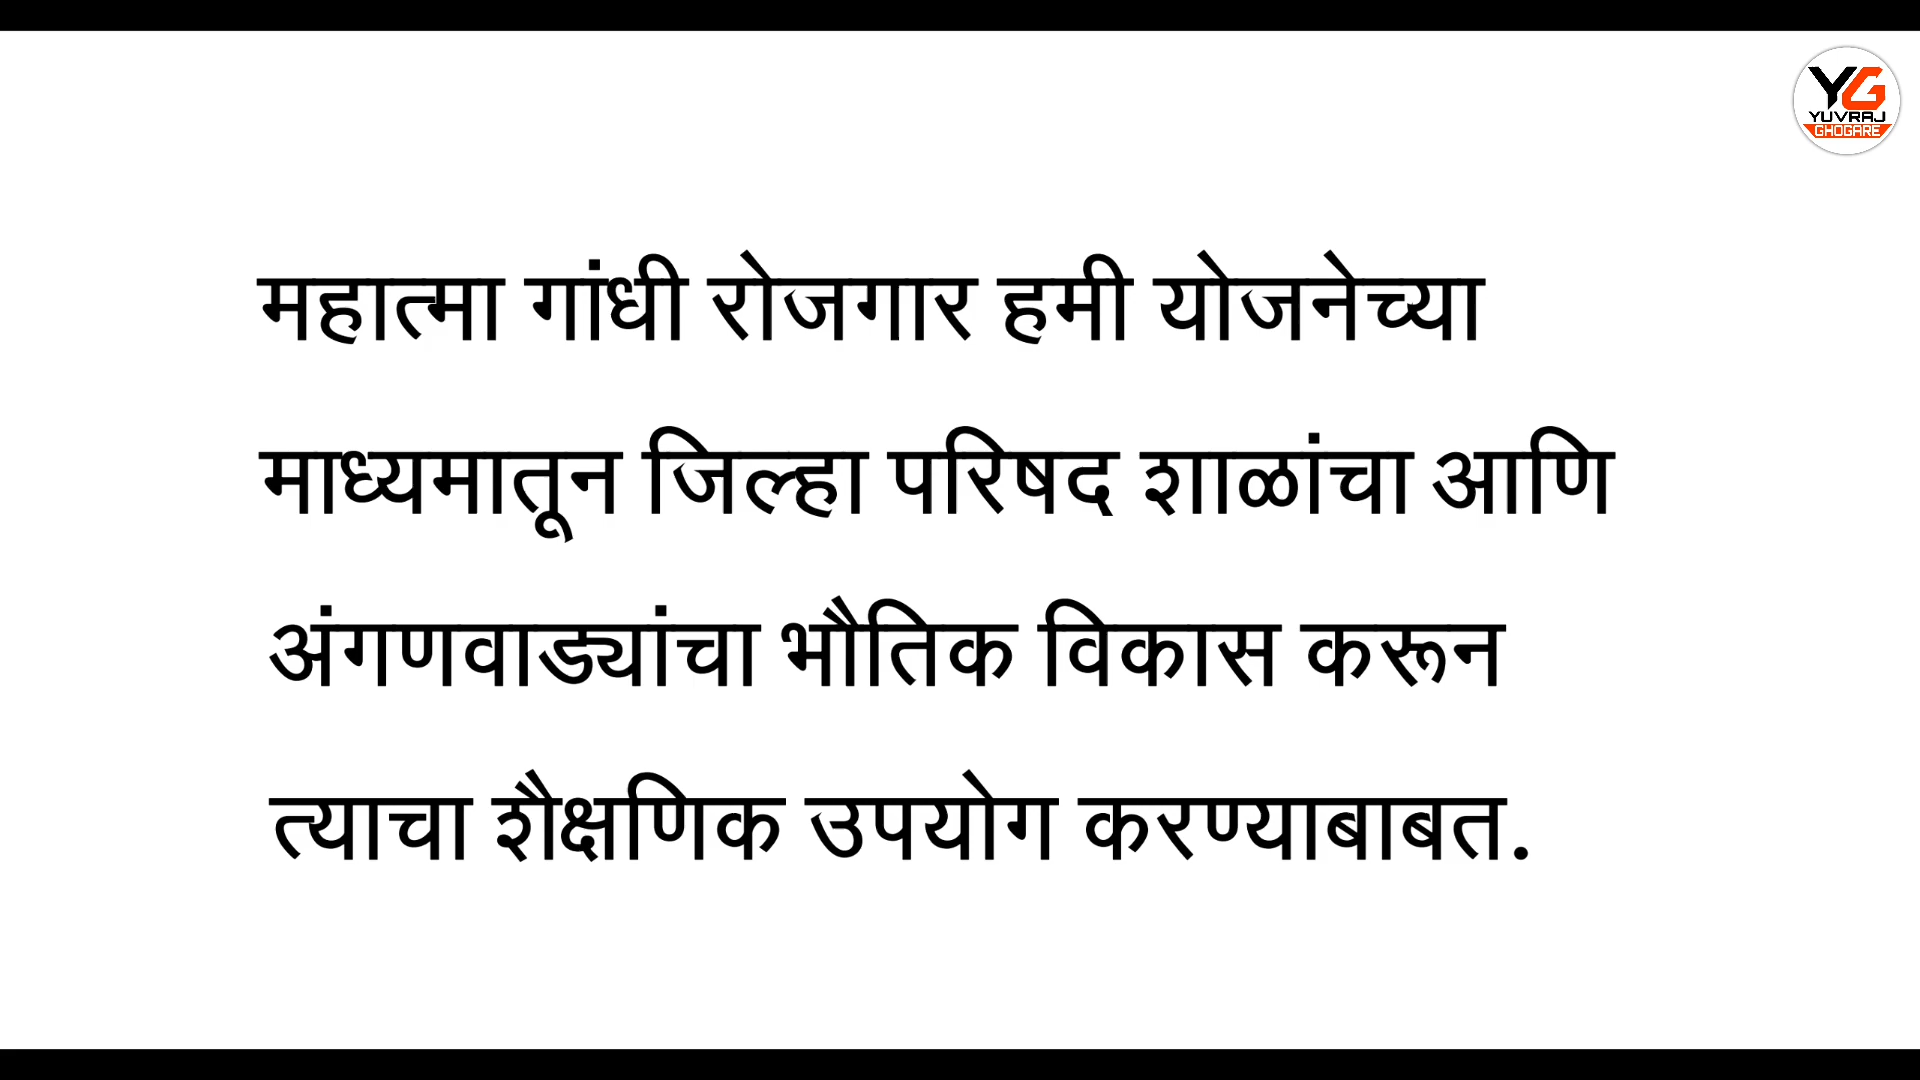 YG
YUVRAJ
GHOGARE
महात्मा गांधी रोजगार हमी योजनेच्या
माध्यमातून जिल्हा परिषद शाळांचा आणि
अंगणवाड्यांचा भौतिक विकास करून
त्याचा शैक्षणिक उपयोग करण्याबाबत.